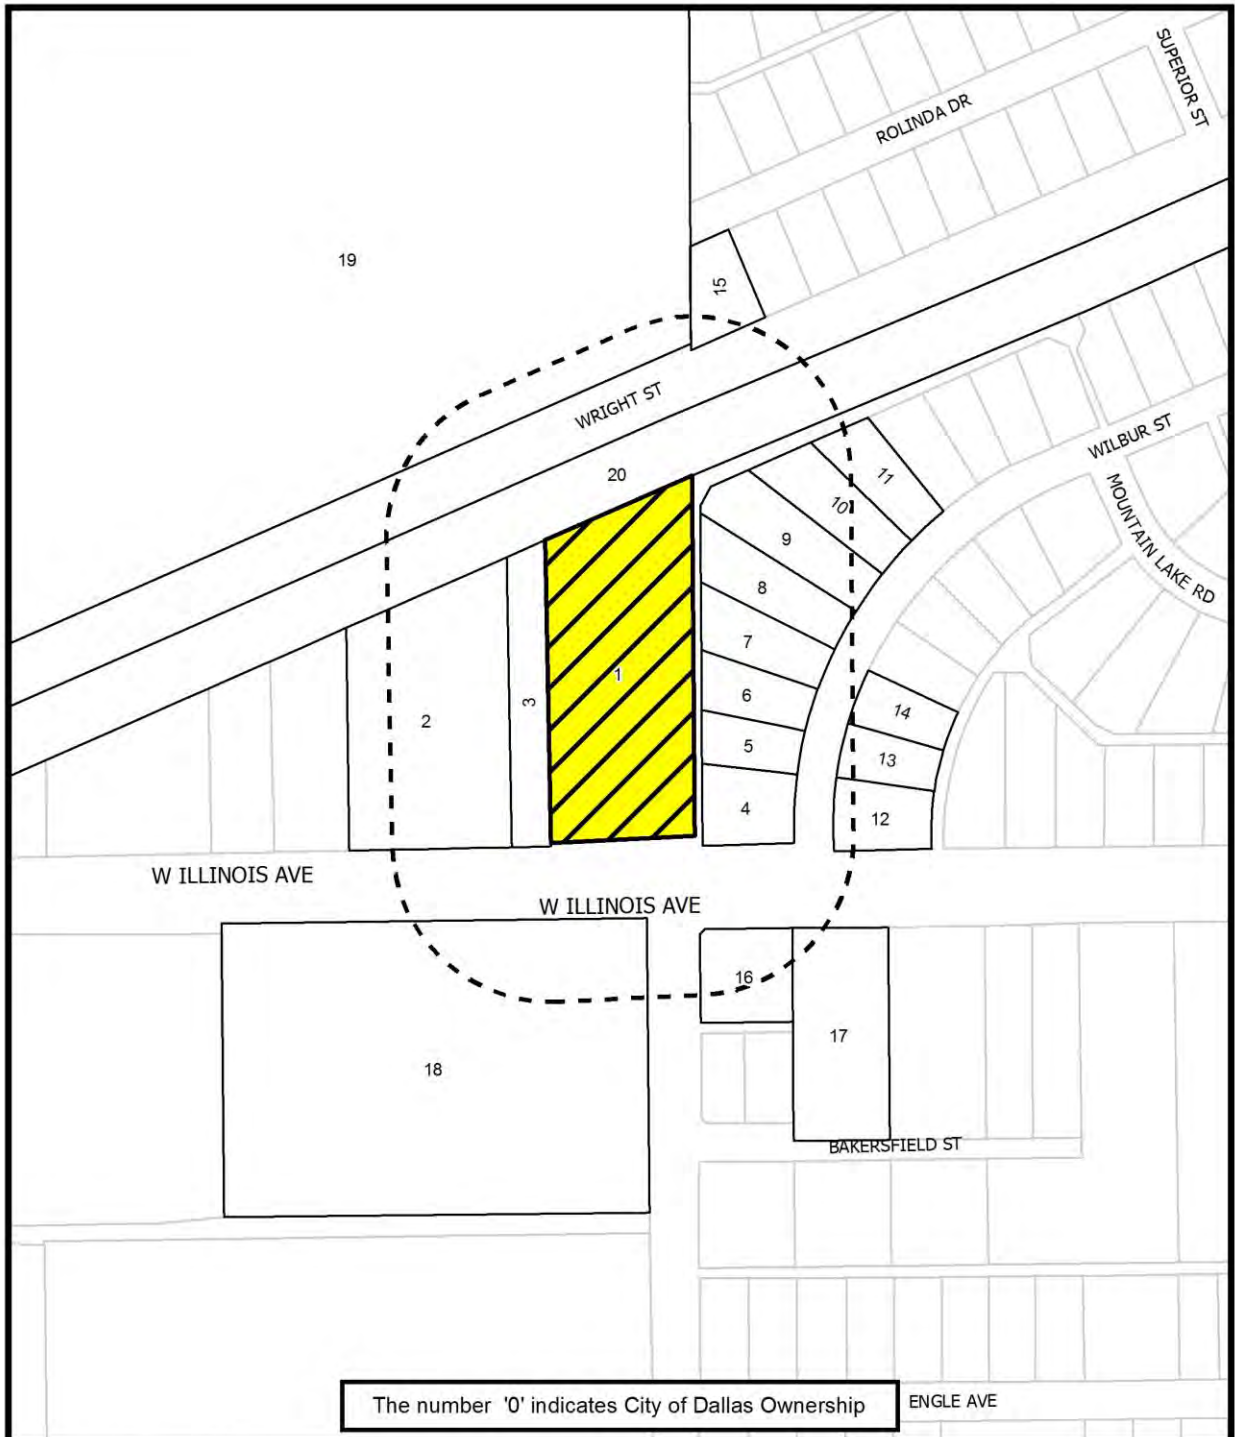 SUPERIOR ST
ROLINDA DR
19
15
WRIGHT ST
WILBUR ST
20
11
MOUNTAIN LAKE RD
10
9
8
7
1
6
3
14
2
5
13
4
12
W ILLINOIS AVE
W ILLINOIS AVE
16
17
18
BAKERSFIELD ST
The number '0' indicates City of Dallas Ownership
ENGLE AVE